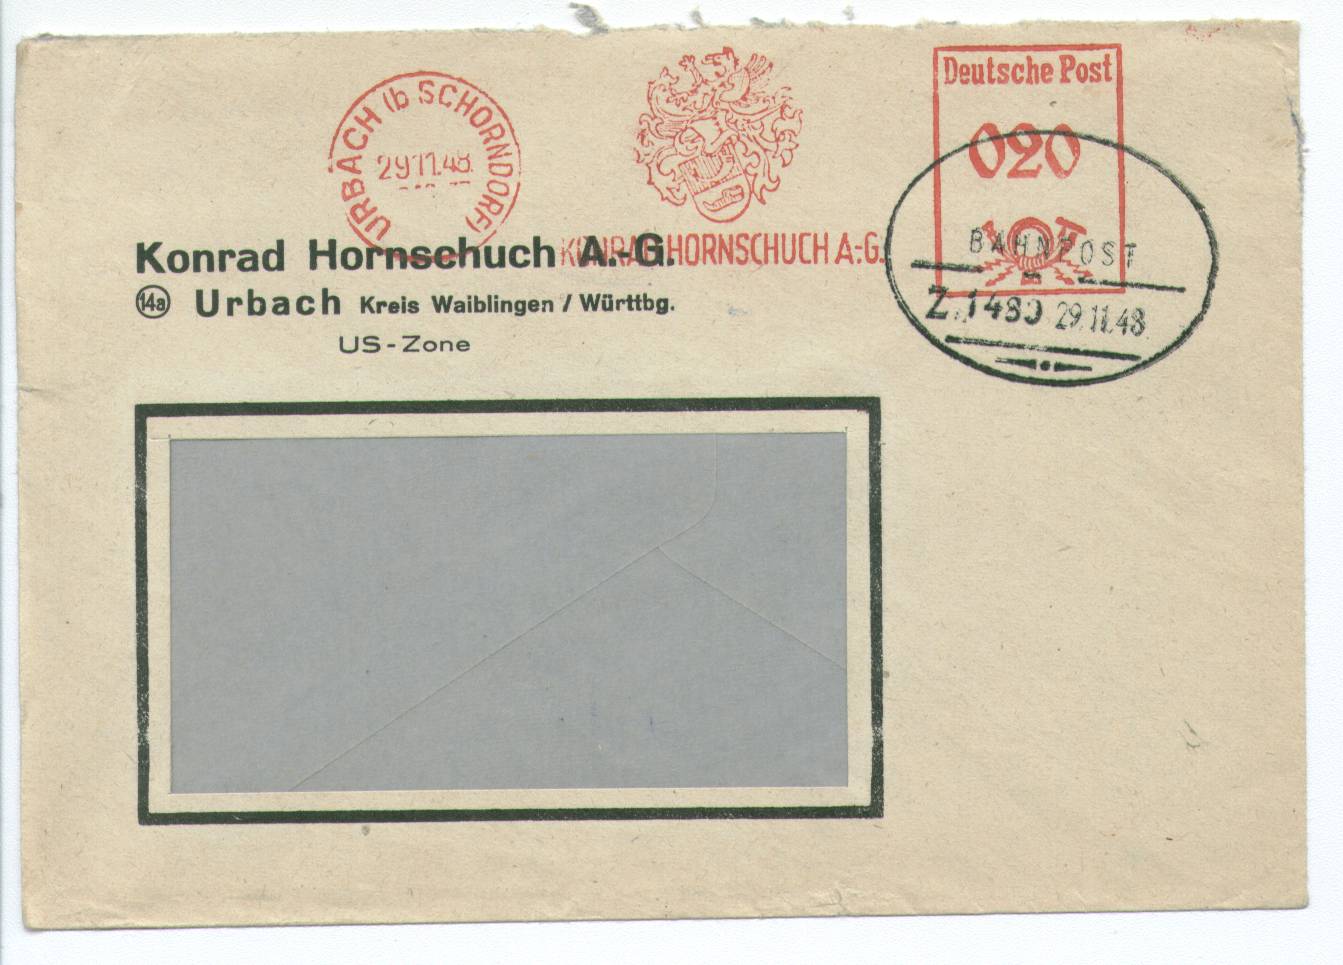 URBACH (b SCHORNDORF)
29.11.48
KONRAD HORNSCHUCH A.-G.
Deutsche Post
020
Konrad Hornschuch A.-G.
14a Urbach Kreis Waiblingen / Württbg.
US-Zone
BAHNPOST
Z.1480 29.11.48